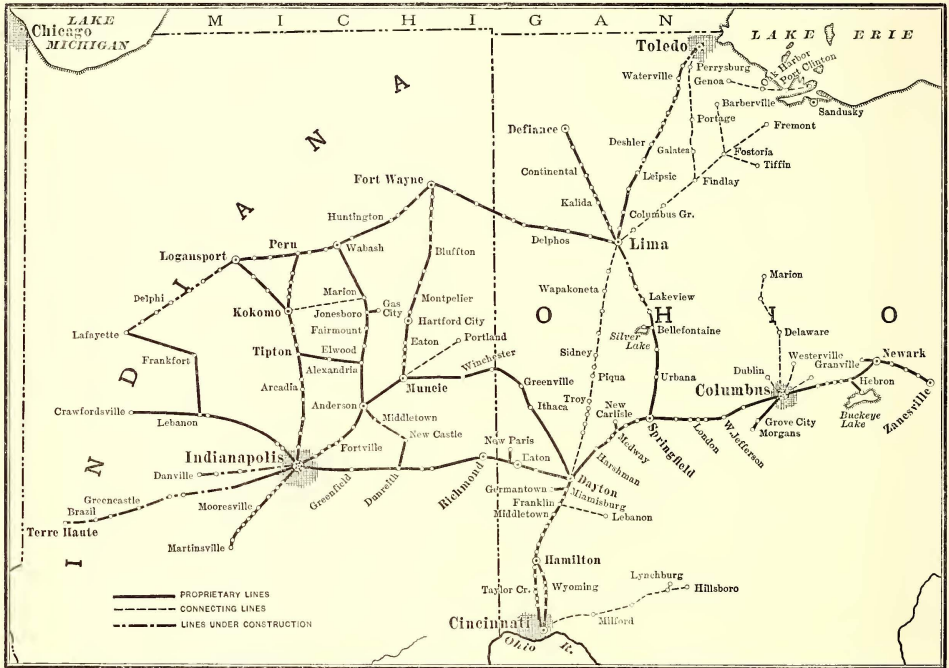 LAKE
MICHIGAN
Chicago
M I C H I G A N
LAKE ERIE
Toledo
Perrysburg
Genoa
Oak Harbor
Port Clinton
Sandusky
Waterville
Barberville
Portage
Fremont
Defiance
Deshler
Galatea
Fostoria
Tiffin
Continental
Leipsic
Findlay
Kalida
Columbus Gr.
Fort Wayne
Huntington
Delphos
Lima
Logansport
Peru
Wabash
Bluffton
Wapakoneta
Lakeview
Marion
Delphi
Kokomo
Marion
Jonesboro
Gas
City
Fairmount
Montpelier
Hartford City
Silver
Lake
Bellefontaine
Delaware
O H I O
Lafayette
Frankfort
Tipton
Elwood
Alexandria
Eaton
Portland
Winchester
Muncie
Sidney
Piqua
Urbana
Dublin
Westerville
Granville
Newark
Columbus
Hebron
Buckeye
Lake
Zanesville
Arcadia
Greenville
Troy
New
Carlisle
Ithaca
Crawfordsville
Lebanon
Anderson
Middletown
New Castle
Medway
Springfield
London
W. Jefferson
Grove City
Morgans
Indianapolis
Fortville
New Paris
Eaton
Harshman
Danville
Greenfield
Dunreith
Richmond
Dayton
Greencastle
Brazil
Terre Haute
Mooresville
Martinsville
Germantown
Miamisburg
Franklin
Middletown
Lebanon
I N D I A N A
Hamilton
Taylor Cr.
Wyoming
Lynchburg
Hillsboro
Milford
Cincinnati
Ohio R.
PROPRIETARY LINES
CONNECTING LINES
LINES UNDER CONSTRUCTION